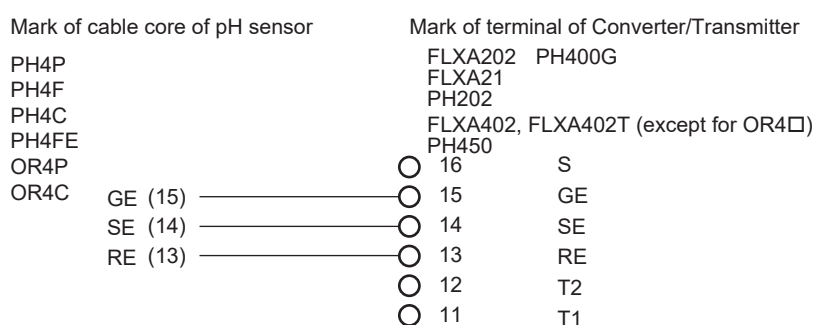 Mark of cable core of pH sensor Mark of terminal of Converter/Transmitter
PH4P
PH4F
PH4C
PH4FE
OR4P
OR4C
FLXA202 PH400G
FLXA21
PH202
FLXA402, FLXA402T (except for OR4□)
PH450
16 S
GE (15) 15 GE
SE (14) 14 SE
RE (13) 13 RE
12 T2
11 T1